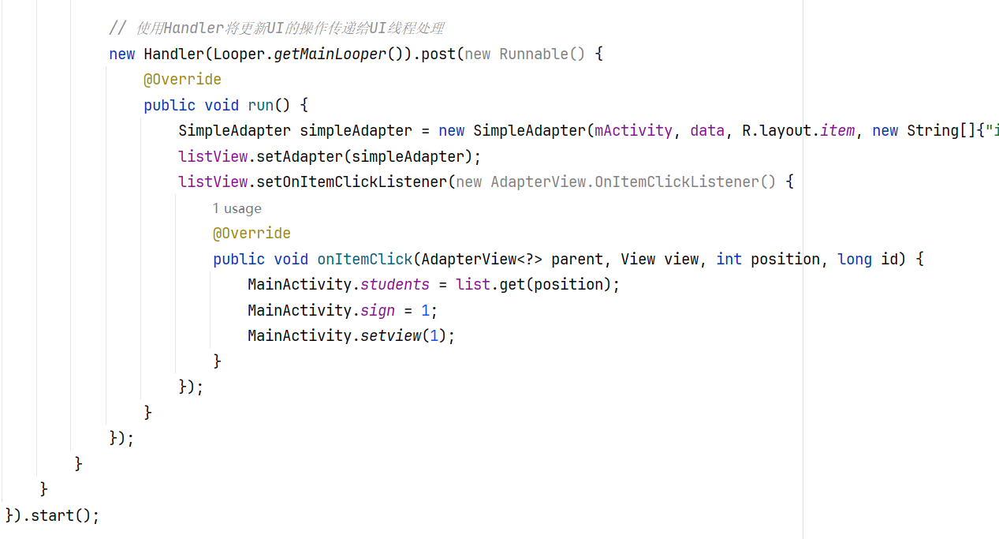 // 使用Handler将更新UI的操作传递给UI线程处理
new Handler(Looper.getMainLooper()).post(new Runnable() {
@Override
public void run() {
SimpleAdapter simpleAdapter = new SimpleAdapter(mActivity, data, R.layout.item, new String[]{"i
listView.setAdapter(simpleAdapter);
listView.setOnItemClickListener(new AdapterView.OnItemClickListener() {
1 usage
@Override
public void onItemClick(AdapterView<?> parent, View view, int position, long id) {
MainActivity.students = list.get(position);
MainActivity.sign = 1;
MainActivity.setview(1);
}
});
}
});
}
}
}).start();